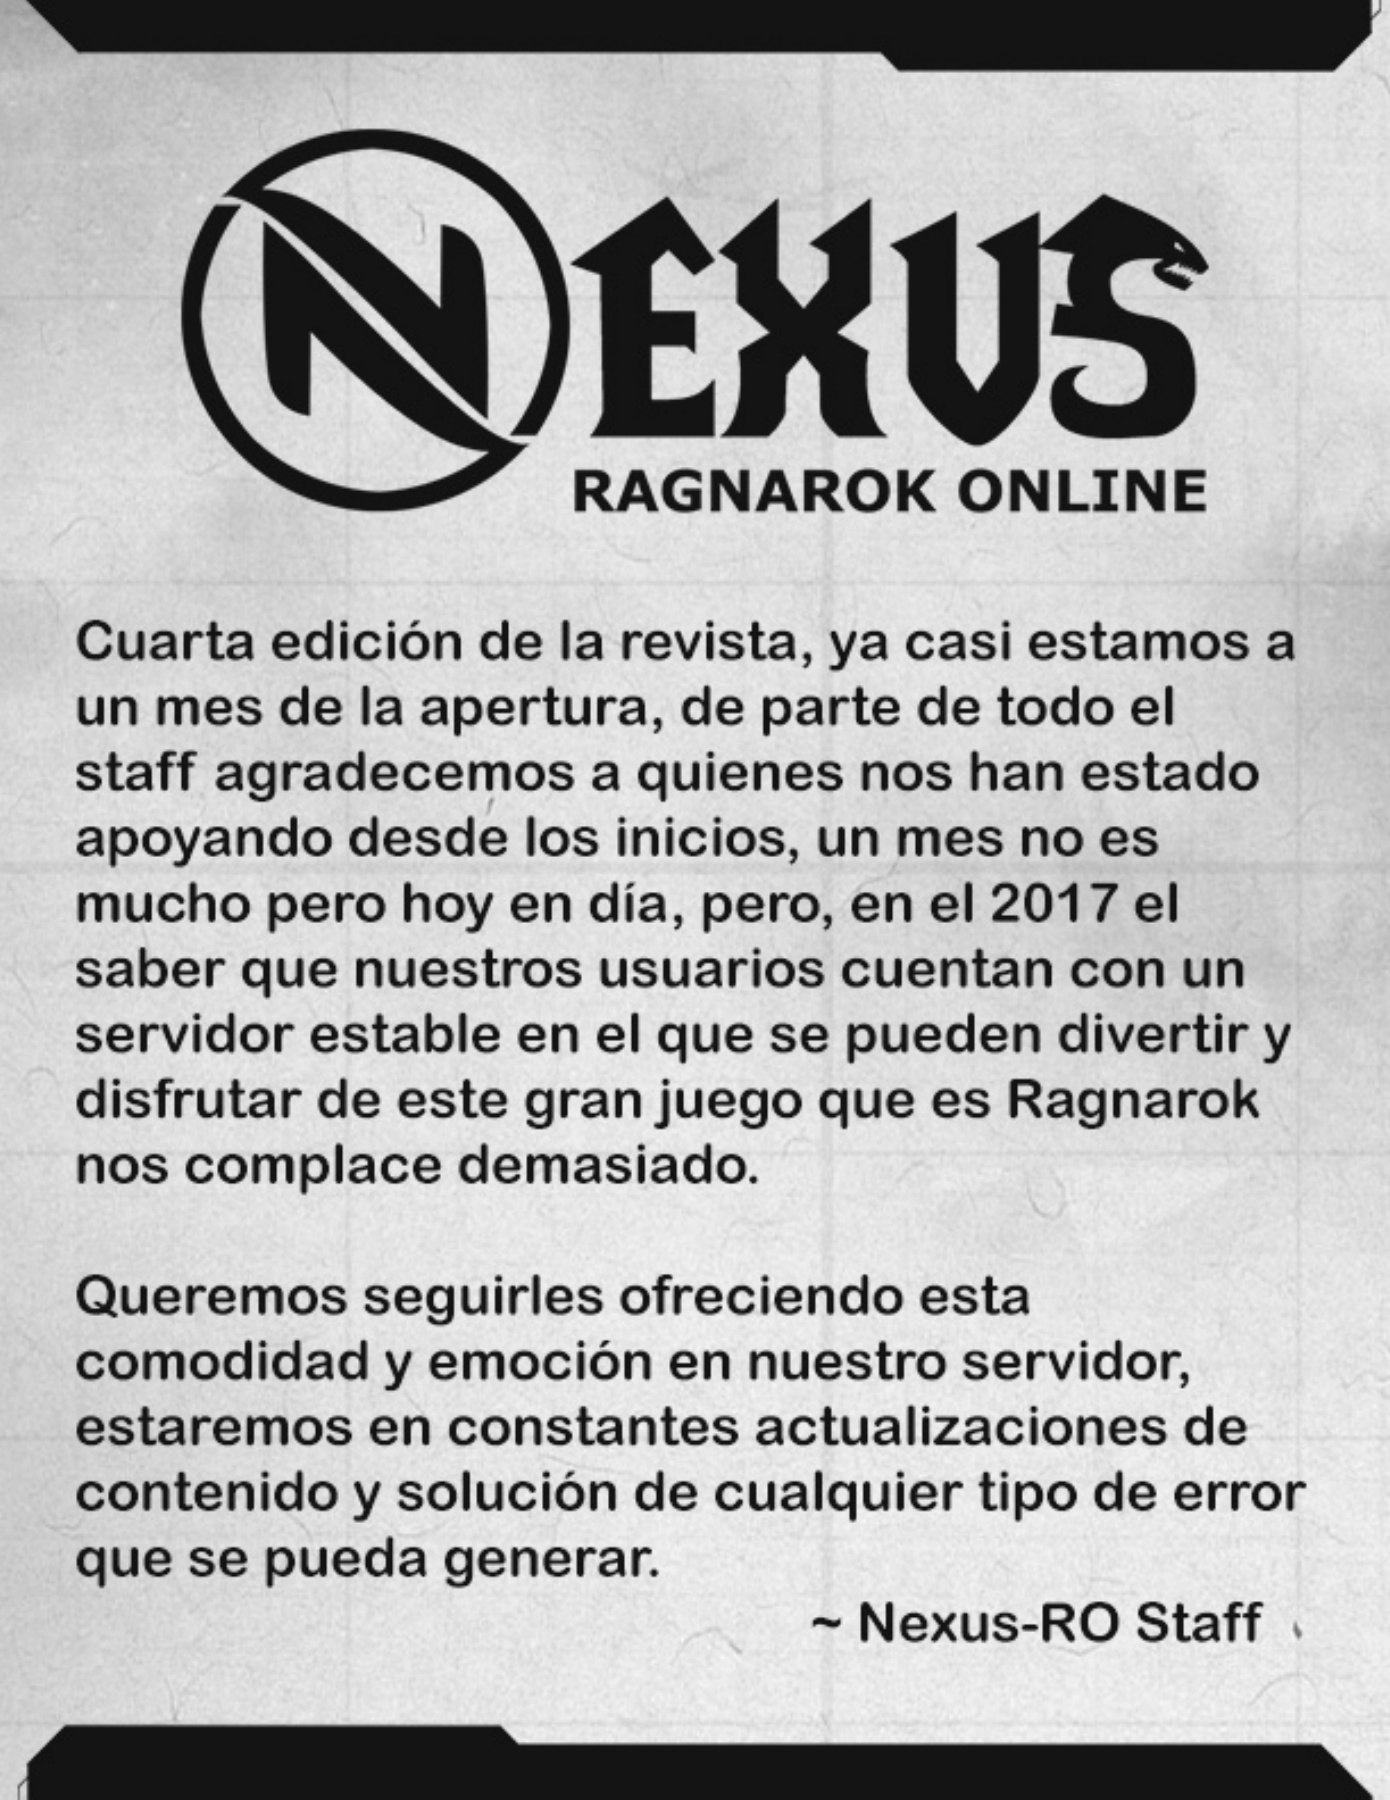 NEXUS
RAGNAROK ONLINE
Cuarta edición de la revista, ya casi estamos a
un mes de la apertura, de parte de todo el
staff agradecemos a quienes nos han estado
apoyando desde los inicios, un mes no es
mucho pero hoy en día, pero, en el 2017 el
saber que nuestros usuarios cuentan con un
servidor estable en el que se pueden divertir y
disfrutar de este gran juego que es Ragnarok
nos complace demasiado.
Queremos seguirles ofreciendo esta
comodidad y emoción en nuestro servidor,
estaremos en constantes actualizaciones de
contenido y solución de cualquier tipo de error
que se pueda generar.
~ Nexus-RO Staff